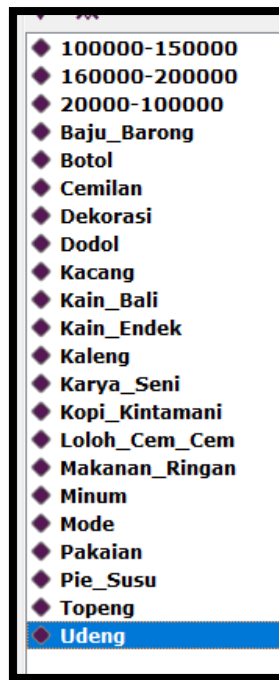 100000-150000
160000-200000
20000-100000
Baju_Barong
Botol
Cemilan
Dekorasi
Dodol
Kacang
Kain_Bali
Kain_Endek
Kaleng
Karya_Seni
Kopi_Kintamani
Loloh_Cem_Cem
Makanan_Ringan
Minum
Mode
Pakaian
Pie_Susu
Topeng
Udeng